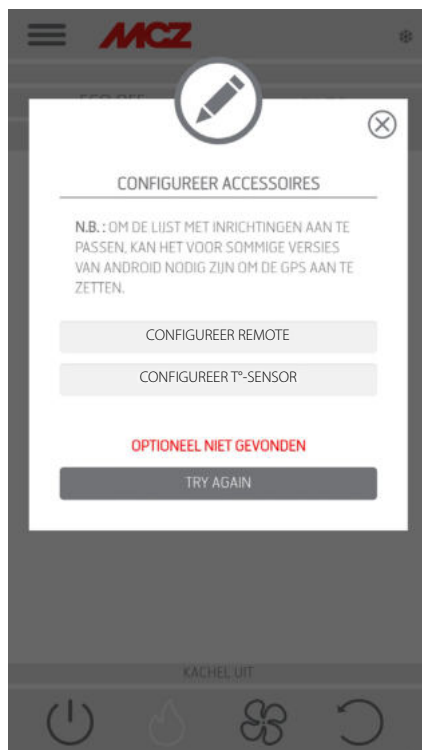 MCZ
CONFIGUREER ACCESSOIRES
N.B. : OM DE LIJST MET INRICHTINGEN AAN TE
PASSEN, KAN HET VOOR SOMMIGE VERSIES
VAN ANDROID NODIG ZIJN OM DE GPS AAN TE
ZETTEN.
CONFIGUREER REMOTE
CONFIGUREER T°-SENSOR
OPTIONEEL NIET GEVONDEN
TRY AGAIN
KACHEL UIT